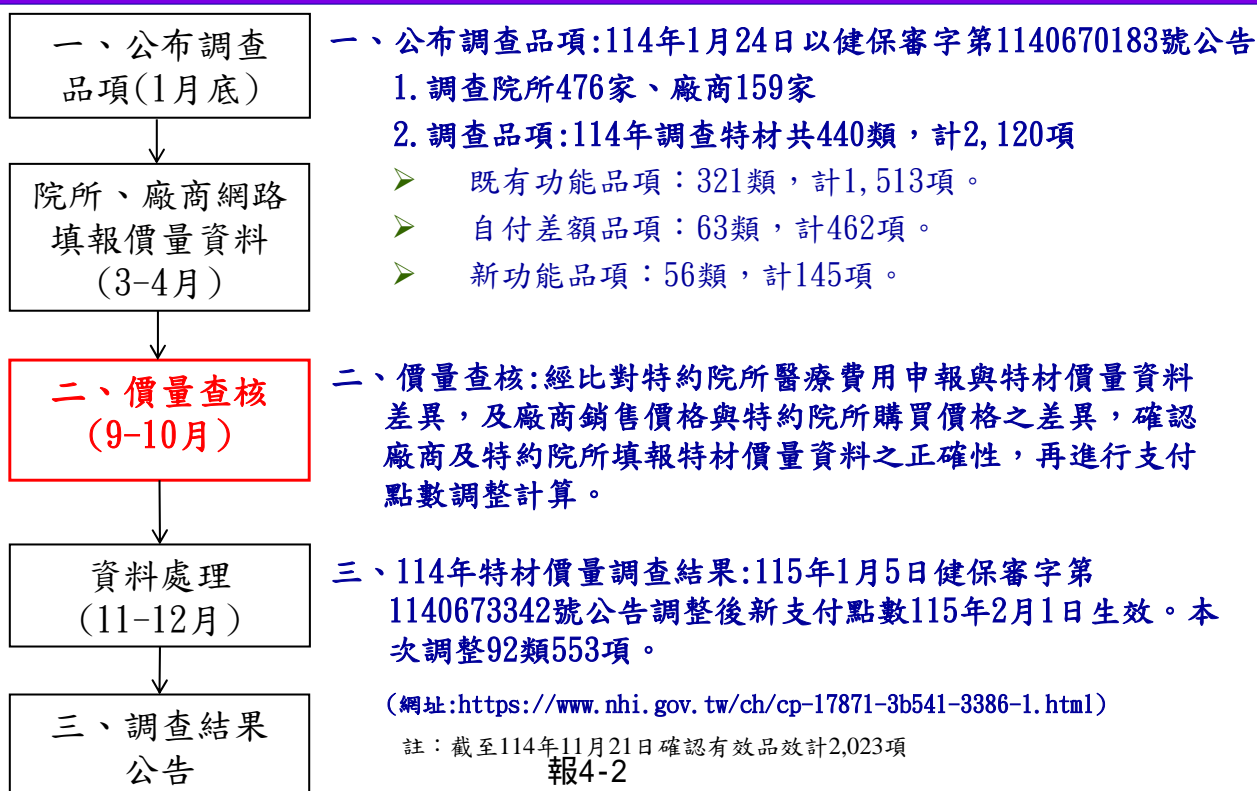 一、公布調查
品項(1月底)
院所、廠商網路
填報價量資料
(3-4月)
二、價量查核
(9-10月)
資料處理
(11-12月)
三、調查結果
公告
一、公布調查品項:114年1月24日以健保審字第1140670183號公告
1.調查院所476家、廠商159家
2.調查品項:114年調查特材共440類，計2,120項
➢ 既有功能品項：321類，計1,513項。
➢ 自付差額品項：63類，計462項。
➢ 新功能品項：56類，計145項。
二、價量查核:經比對特約院所醫療費用申報與特材價量資料
差異，及廠商銷售價格與特約院所購買價格之差異，確認
廠商及特約院所填報特材價量資料之正確性，再進行支付
點數調整計算。
三、114年特材價量調查結果:115年1月5日健保審字第
1140673342號公告調整後新支付點數115年2月1日生效。本
次調整92類553項。
(網址:https://www.nhi.gov.tw/ch/cp-17871-3b541-3386-1.html)
註：截至114年11月21日確認有效品效計2,023項
報4-2